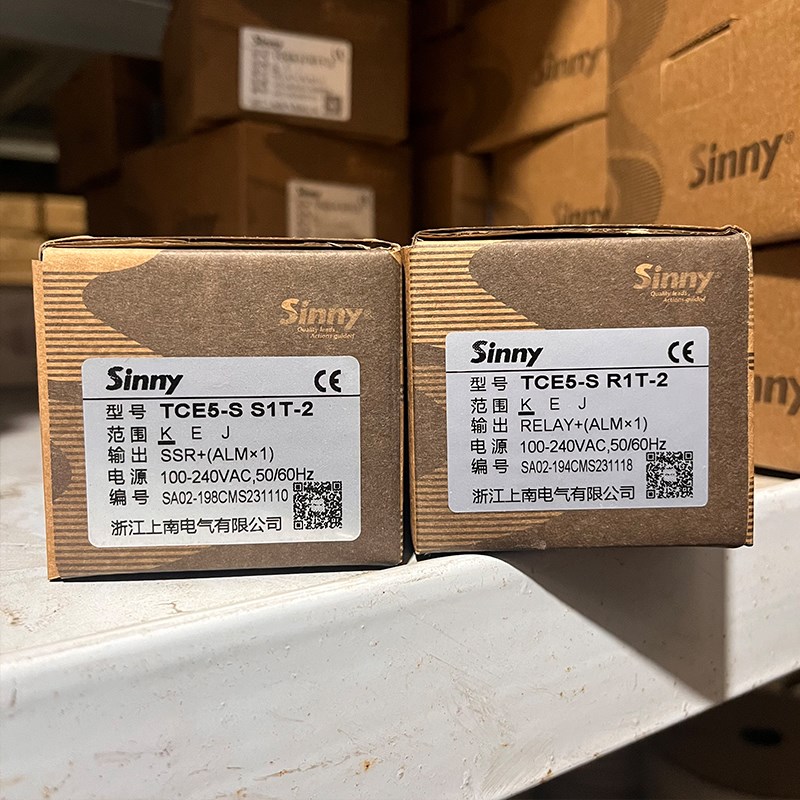 Sinny
Sinny
Sinny
Sinny®
Sinny
Sinny®
Quality leads
Actions guided
Sinny CE
型号 TCE5-S S1T-2
范围 K E J
输出 SSR+(ALM×1)
电源 100-240VAC,50/60Hz
编号 SA02-198CMS231110
浙江上南电气有限公司
Sinny®
Quality leads
Actions guided
Sinny CE
型号 TCE5-S R1T-2
范围 K E J
输出 RELAY+(ALM×1)
电源 100-240VAC,50/60Hz
编号 SA02-194CMS231118
浙江上南电气有限公司